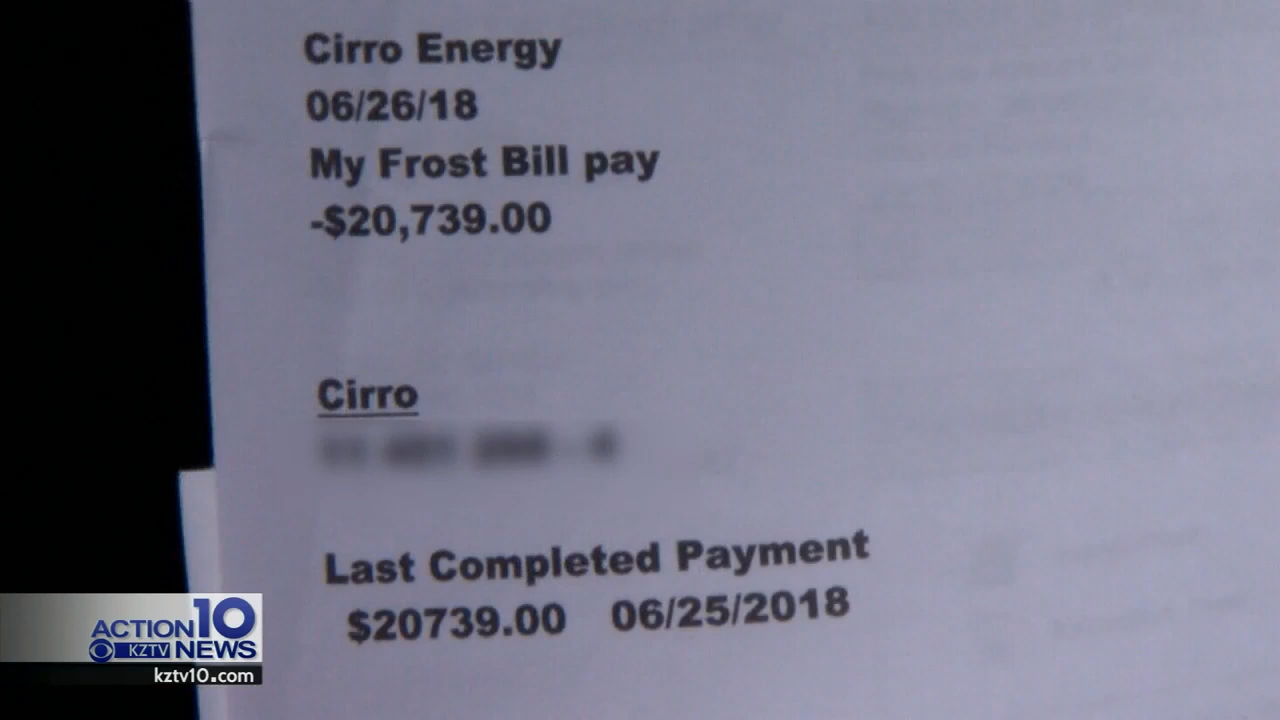 Cirro Energy
06/26/18
My Frost Bill pay
-$20,739.00
Cirro
Last Completed Payment
$20739.00 06/25/2018
ACTION 10
KZTV NEWS
kztv10.com